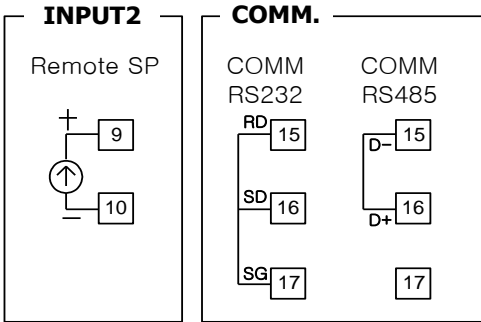 INPUT2
Remote SP
+
9
10
−
COMM.
COMM
RS232
RD
15
SD
16
SG
17
COMM
RS485
D−
15
D+
16
17